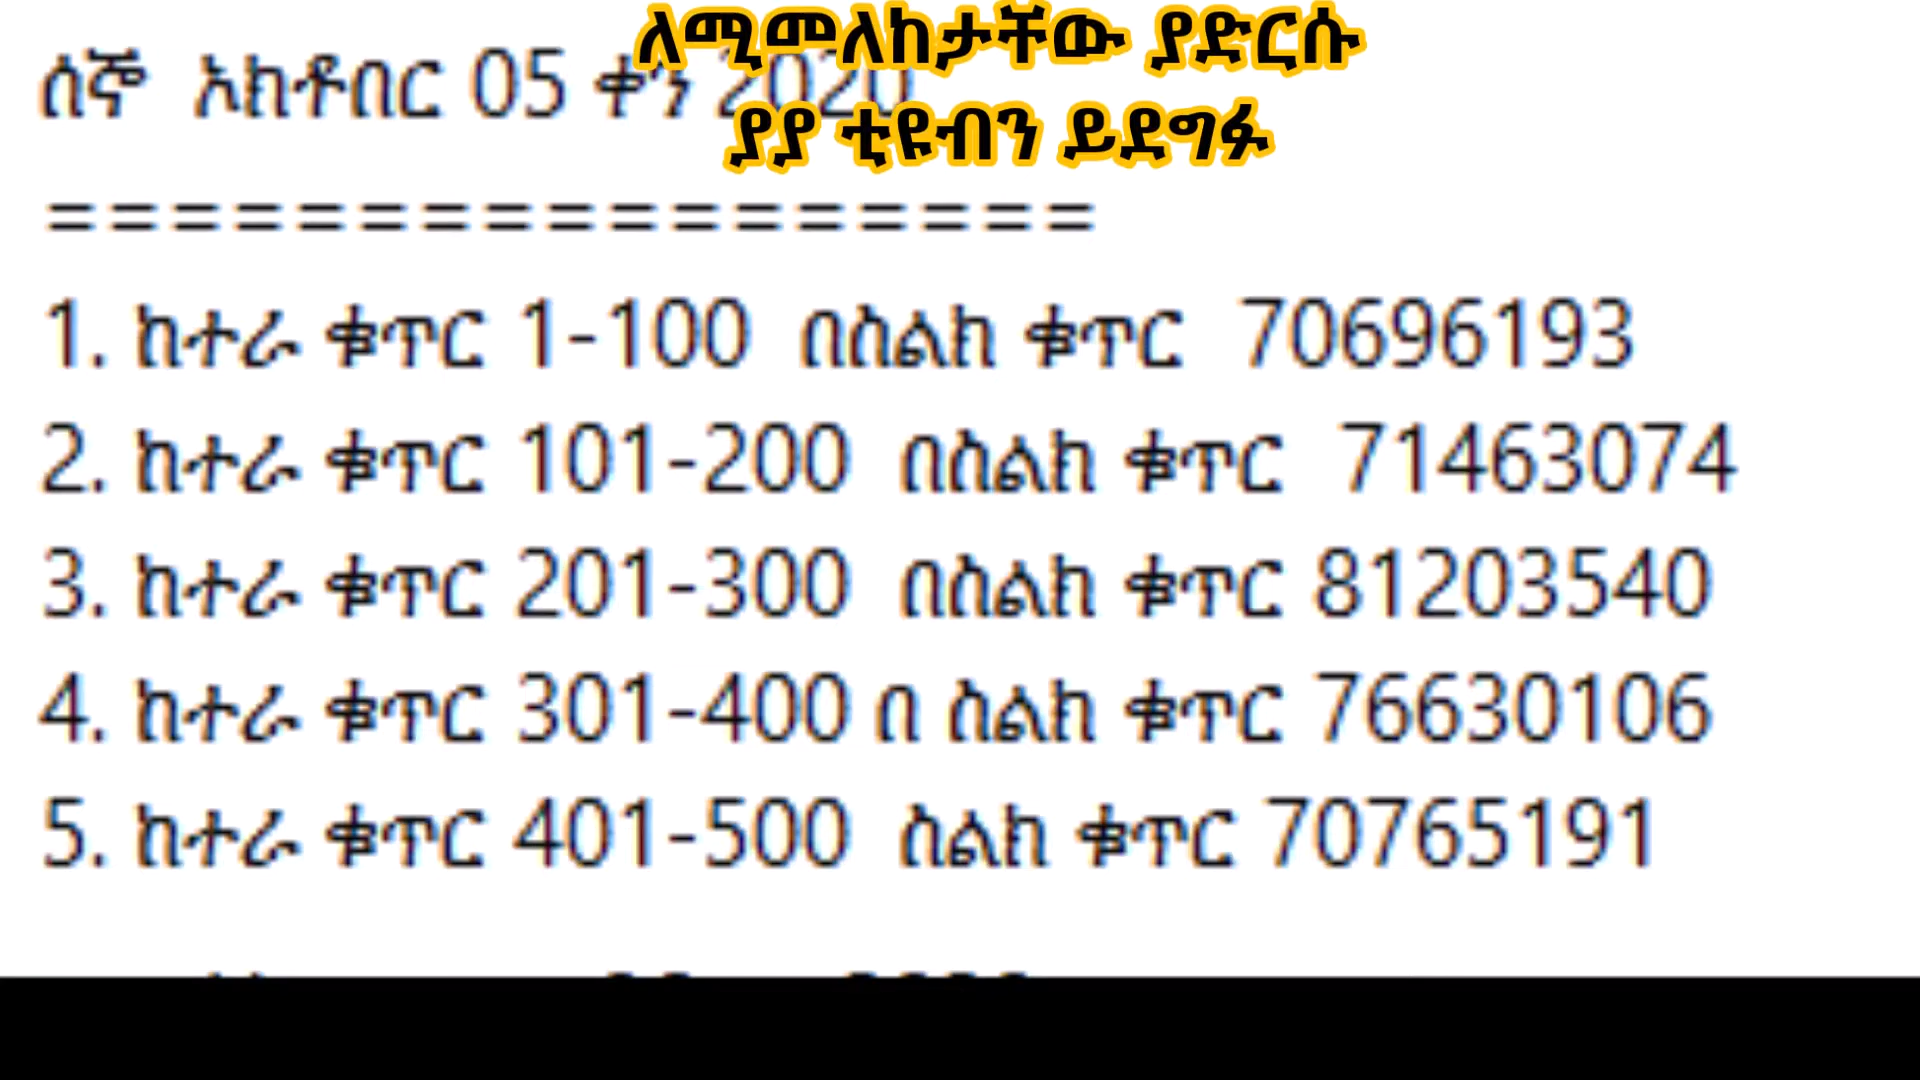 ለሚመለከታቸው ያድርሱ
ያያ ቲዩብን ይደግፉ
ሰኞ ኦክቶበር 05 ቀን 2020
==================
1. ከተራ ቁጥር 1-100 በስልክ ቁጥር 70696193
2. ከተራ ቁጥር 101-200 በስልክ ቁጥር 71463074
3. ከተራ ቁጥር 201-300 በስልክ ቁጥር 81203540
4. ከተራ ቁጥር 301-400 በ ስልክ ቁጥር 76630106
5. ከተራ ቁጥር 401-500 ስልክ ቁጥር 70765191